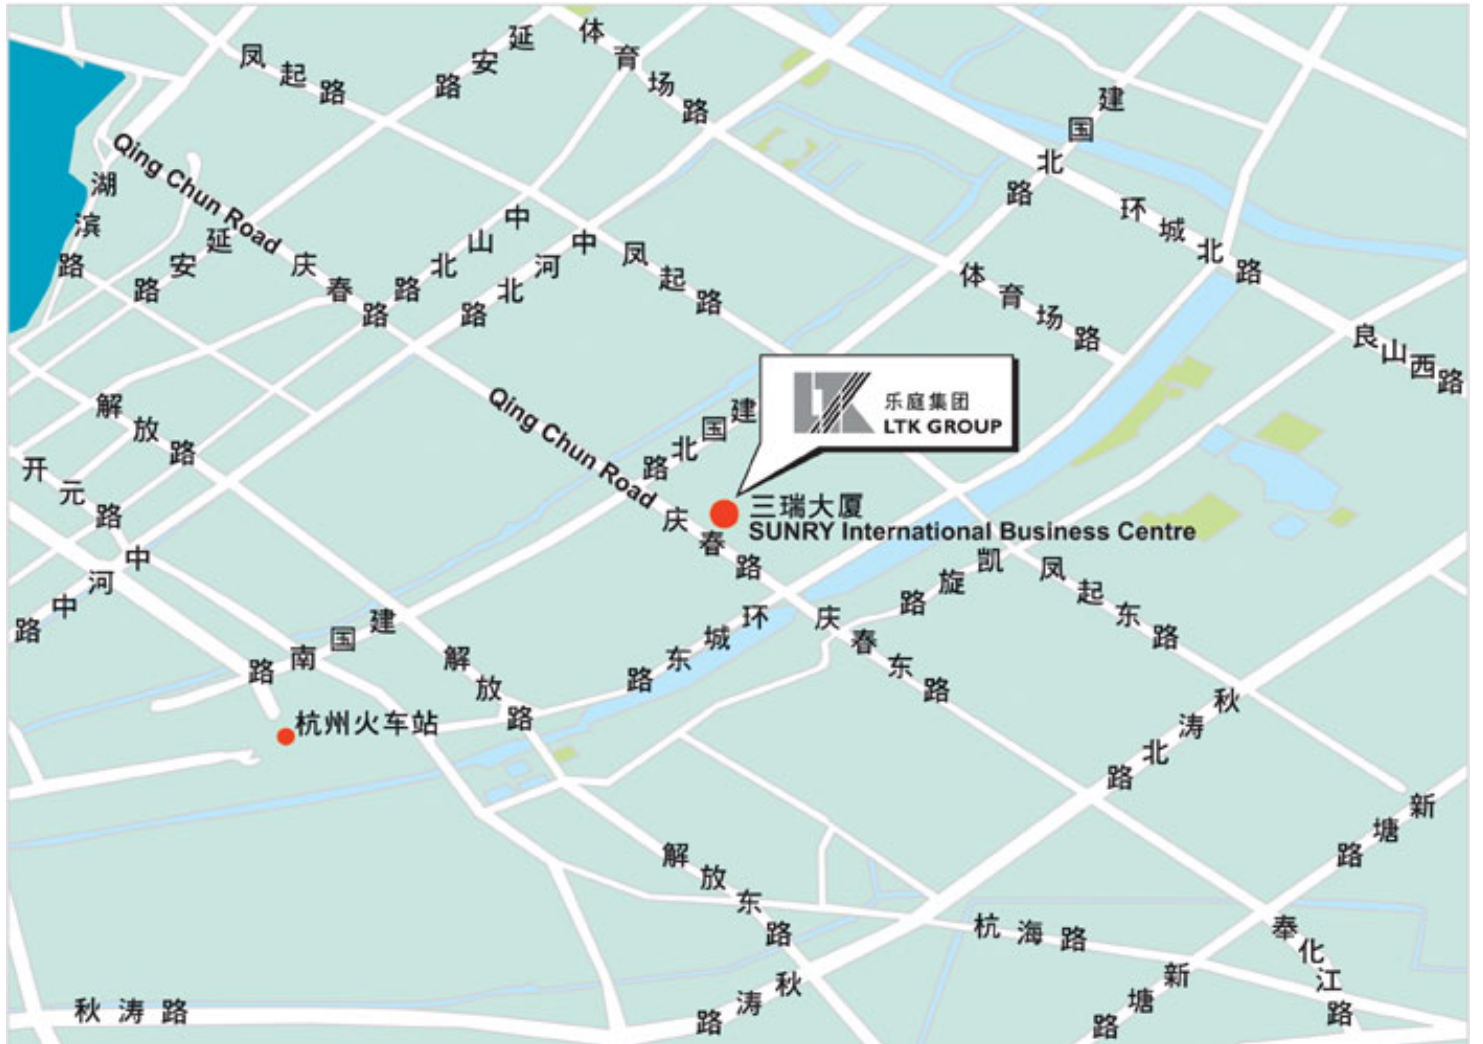 凤起路
延安路
体育场路
建国北路
Qing Chun Road
湖滨路
延安路
庆春路
中山北路
中河北路
凤起路
环城北路
体育场路
艮山西路
乐庭集团
LTK
LTK GROUP
解放路
建国北路
Qing Chun Road
开元路
三瑞大厦
SUNRY International Business Centre
庆春路
凯旋路
凤起东路
中河中路
建国南路
环城东路
庆春东路
解放路
杭州火车站
秋涛北路
新塘路
解放东路
杭海路
奉化江路
秋涛路
秋涛路
新塘路